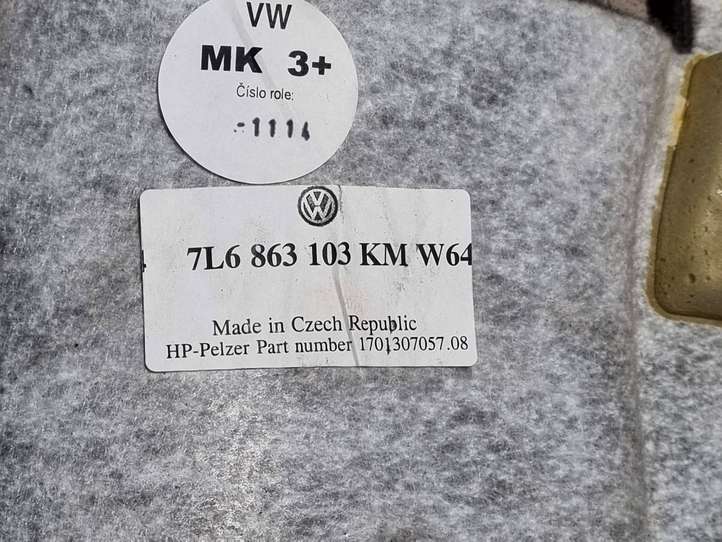 VW
MK 3+
Číslo role:
-1114
7L6 863 103 KM W64
Made in Czech Republic
HP-Pelzer Part number 1701307057.08